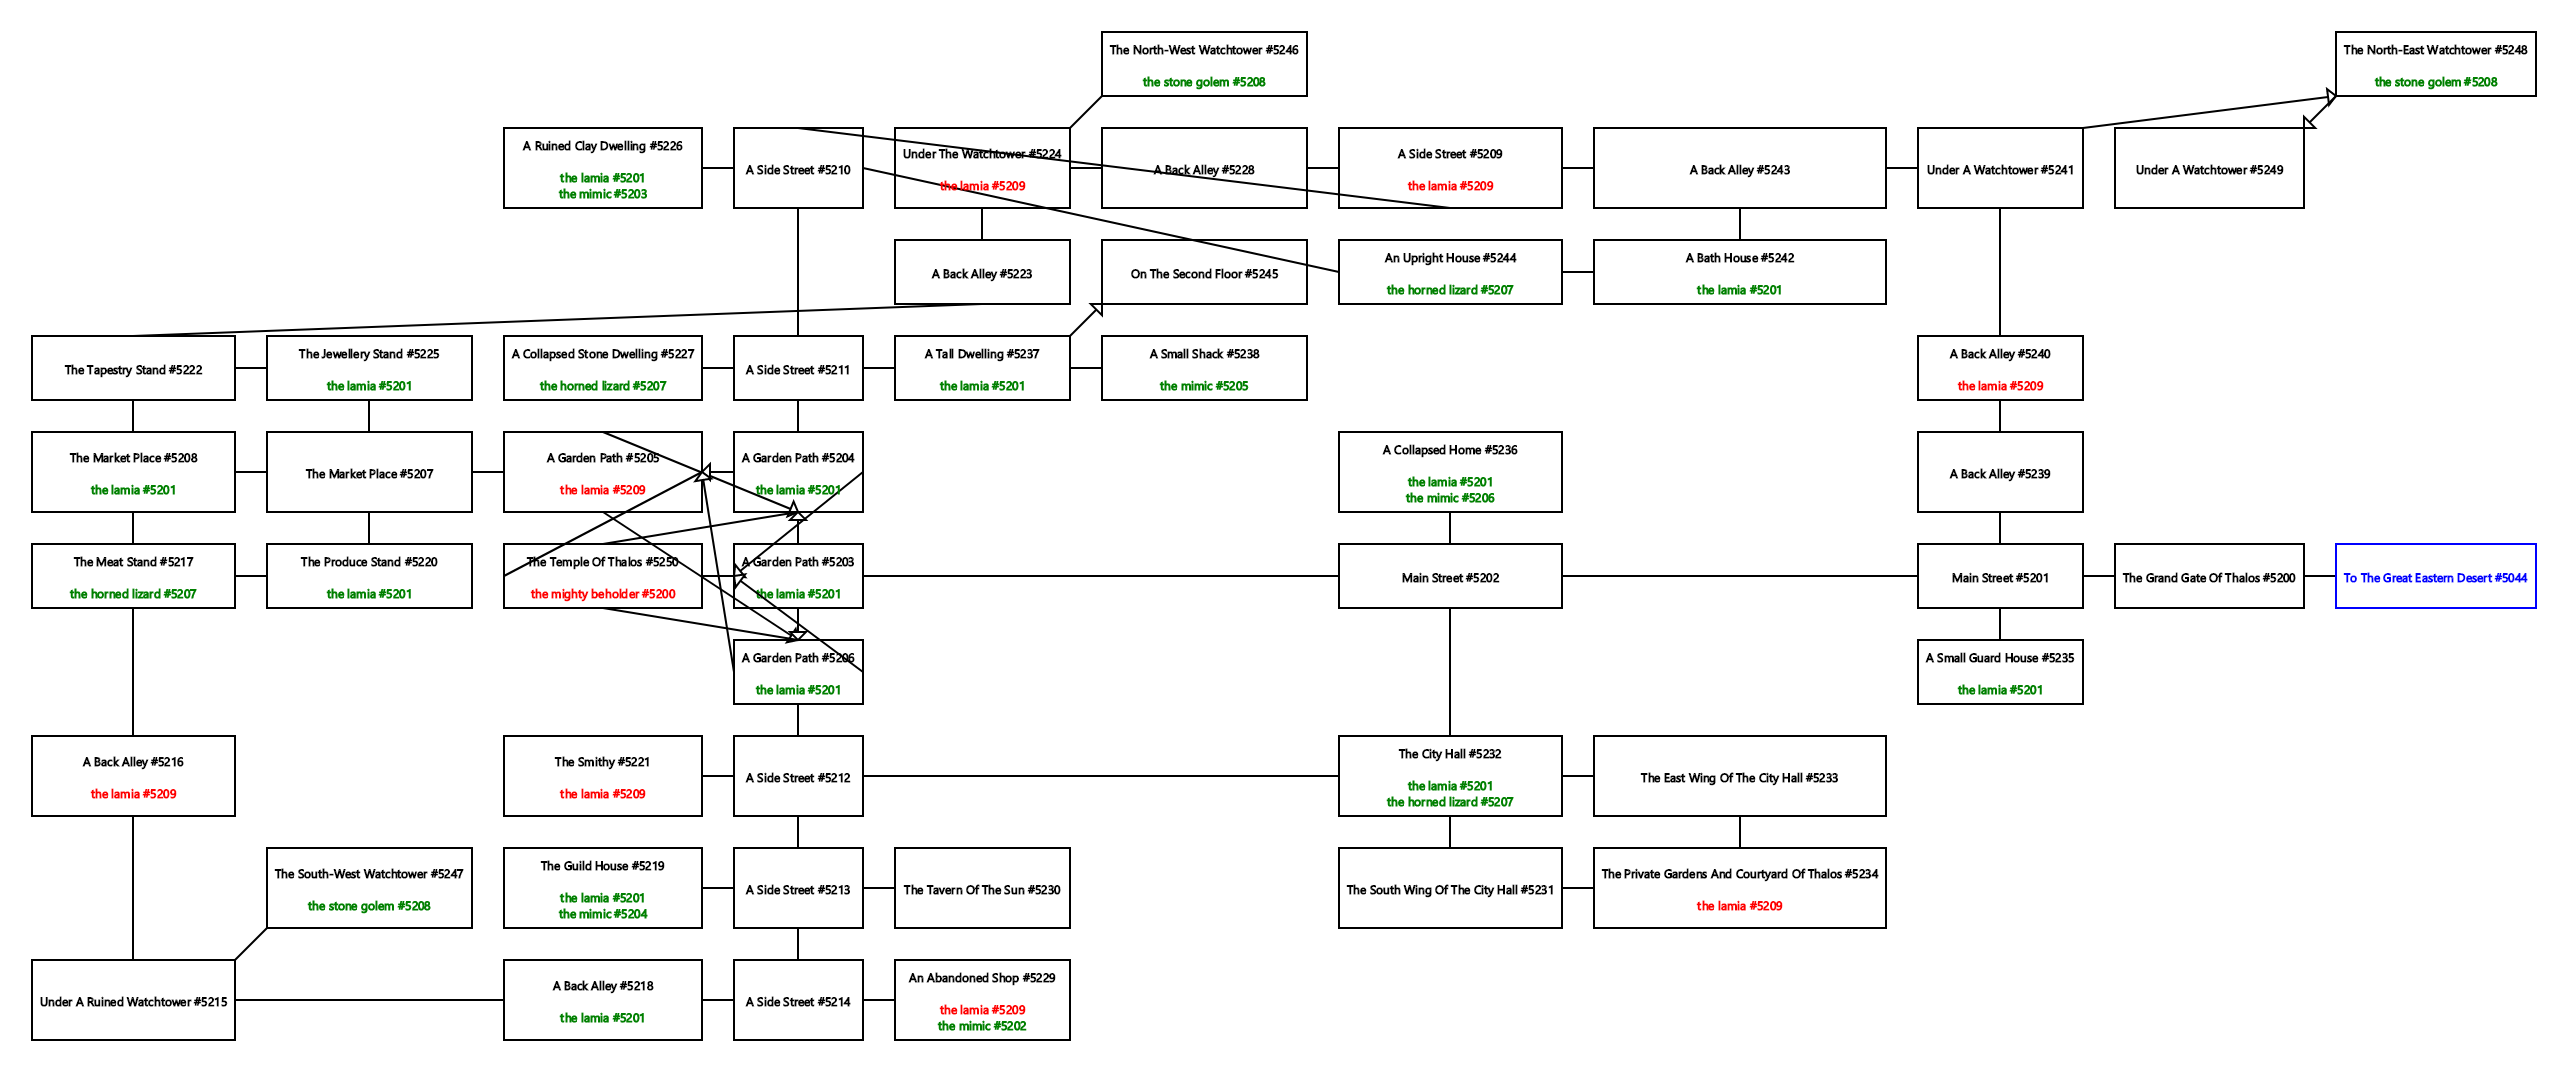 The North-West Watchtower #5246
the stone golem #5208
The North-East Watchtower #5248
the stone golem #5208
A Ruined Clay Dwelling #5226
the lamia #5201
the mimic #5203
A Side Street #5210
Under The Watchtower #5224
the lamia #5209
A Back Alley #5228
A Side Street #5209
the lamia #5209
A Back Alley #5243
Under A Watchtower #5241
Under A Watchtower #5249
A Back Alley #5223
On The Second Floor #5245
An Upright House #5244
the horned lizard #5207
A Bath House #5242
the lamia #5201
The Tapestry Stand #5222
The Jewellery Stand #5225
the lamia #5201
A Collapsed Stone Dwelling #5227
the horned lizard #5207
A Side Street #5211
A Tall Dwelling #5237
the lamia #5201
A Small Shack #5238
the mimic #5205
A Back Alley #5240
the lamia #5209
The Market Place #5208
the lamia #5201
The Market Place #5207
A Garden Path #5205
the lamia #5209
A Garden Path #5204
the lamia #5201
A Collapsed Home #5236
the lamia #5201
the mimic #5206
A Back Alley #5239
The Meat Stand #5217
the horned lizard #5207
The Produce Stand #5220
the lamia #5201
The Temple Of Thalos #5250
the mighty beholder #5200
A Garden Path #5203
the lamia #5201
Main Street #5202
Main Street #5201
The Grand Gate Of Thalos #5200
To The Great Eastern Desert #5044
A Garden Path #5206
the lamia #5201
A Small Guard House #5235
the lamia #5201
A Back Alley #5216
the lamia #5209
The Smithy #5221
the lamia #5209
A Side Street #5212
The City Hall #5232
the lamia #5201
the horned lizard #5207
The East Wing Of The City Hall #5233
The South-West Watchtower #5247
the stone golem #5208
The Guild House #5219
the lamia #5201
the mimic #5204
A Side Street #5213
The Tavern Of The Sun #5230
The South Wing Of The City Hall #5231
The Private Gardens And Courtyard Of Thalos #5234
the lamia #5209
Under A Ruined Watchtower #5215
A Back Alley #5218
the lamia #5201
A Side Street #5214
An Abandoned Shop #5229
the lamia #5209
the mimic #5202